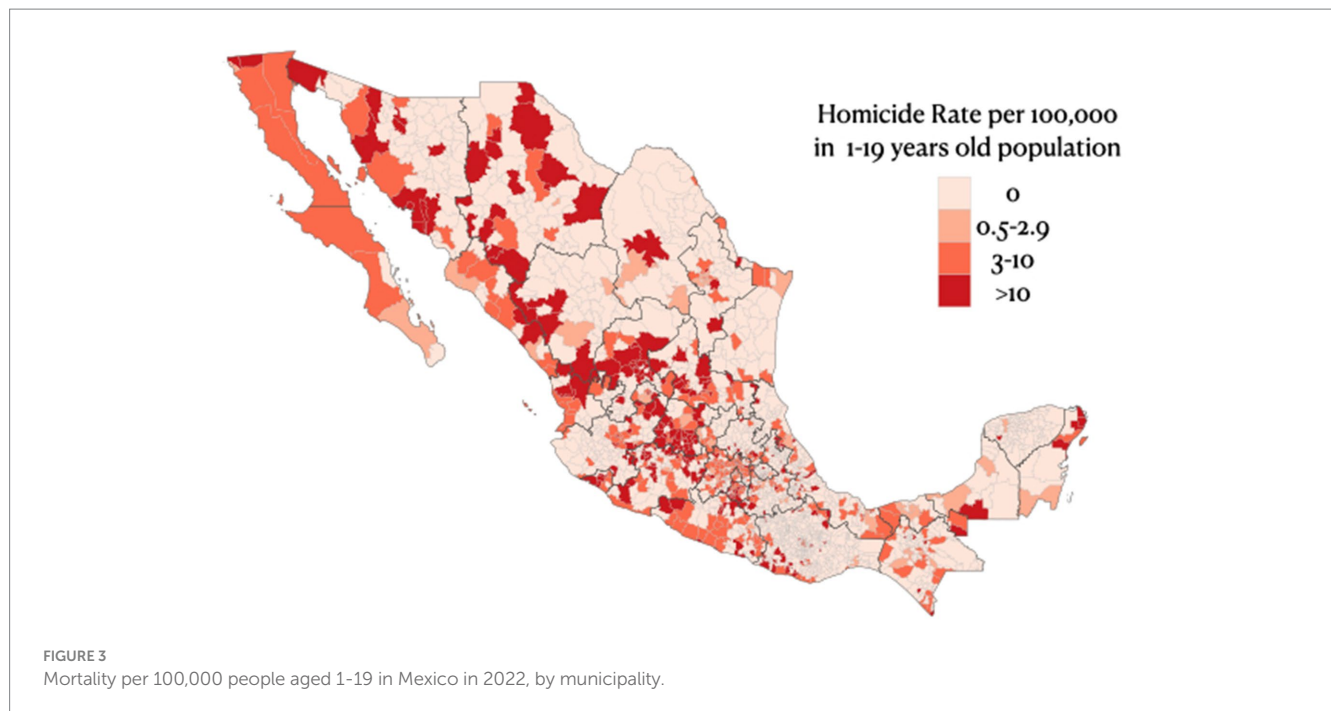 Homicide Rate per 100,000
in 1-19 years old population
0
0.5-2.9
3-10
>10
FIGURE 3
Mortality per 100,000 people aged 1-19 in Mexico in 2022, by municipality.